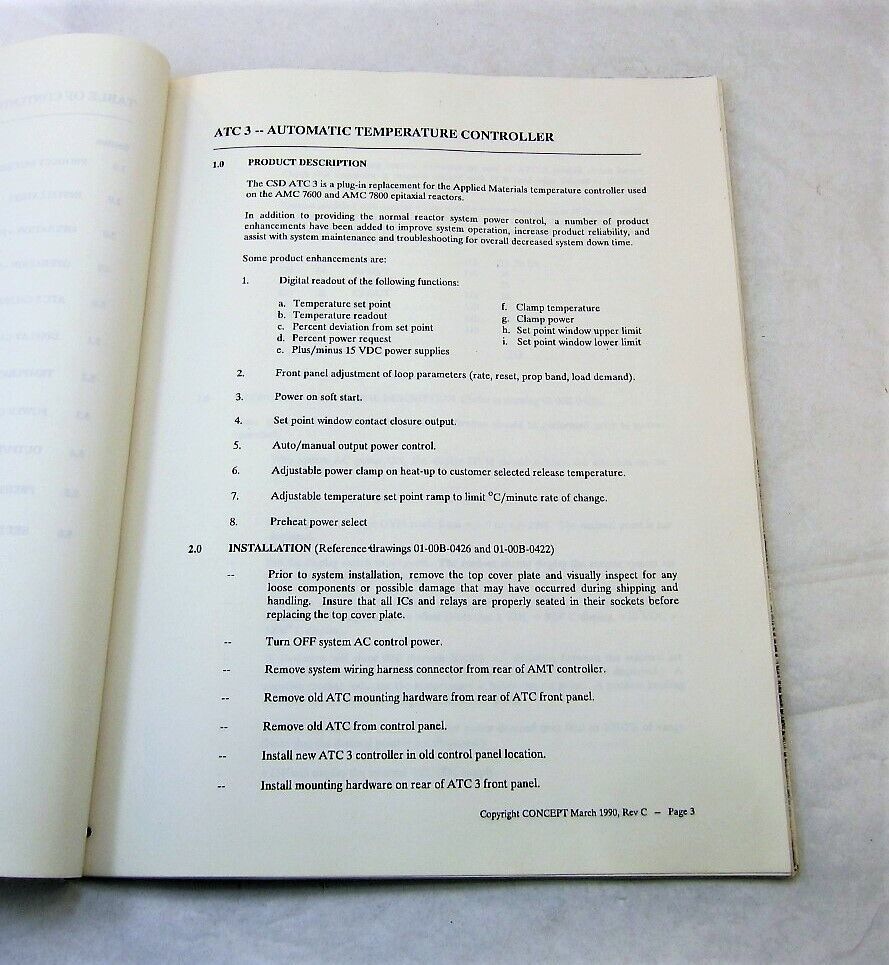 ATC 3 -- AUTOMATIC TEMPERATURE CONTROLLER
1.0 PRODUCT DESCRIPTION
The CSD ATC 3 is a plug-in replacement for the Applied Materials temperature controller used
on the AMC 7600 and AMC 7800 epitaxial reactors.
In addition to providing the normal reactor system power control, a number of product
enhancements have been added to improve system operation, increase product reliability, and
assist with system maintenance and troubleshooting for overall decreased system down time.
Some product enhancements are:
1. Digital readout of the following functions:
a. Temperature set point
b. Temperature readout
c. Percent deviation from set point
d. Percent power request
e. Plus/minus 15 VDC power supplies
f. Clamp temperature
g. Clamp power
h. Set point window upper limit
i. Set point window lower limit
2. Front panel adjustment of loop parameters (rate, reset, prop band, load demand).
3. Power on soft start.
4. Set point window contact closure output.
5. Auto/manual output power control.
6. Adjustable power clamp on heat-up to customer selected release temperature.
7. Adjustable temperature set point ramp to limit °C/minute rate of change.
8. Preheat power select
2.0 INSTALLATION (Reference drawings 01-00B-0426 and 01-00B-0422)
-- Prior to system installation, remove the top cover plate and visually inspect for any
loose components or possible damage that may have occurred during shipping and
handling. Insure that all ICs and relays are properly seated in their sockets before
replacing the top cover plate.
-- Turn OFF system AC control power.
-- Remove system wiring harness connector from rear of AMT controller.
-- Remove old ATC mounting hardware from rear of ATC front panel.
-- Remove old ATC from control panel.
-- Install new ATC 3 controller in old control panel location.
-- Install mounting hardware on rear of ATC 3 front panel.
Copyright CONCEPT March 1990, Rev C -- Page 3